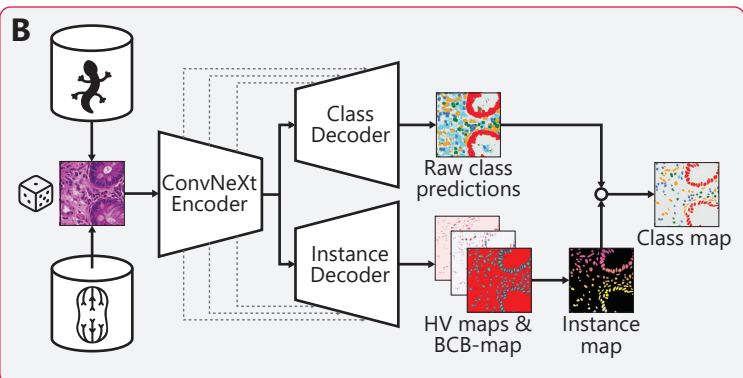 B
Class
Decoder
ConvNeXt
Encoder
Raw class
predictions
Class map
Instance
Decoder
HV maps &
BCB-map
Instance
map